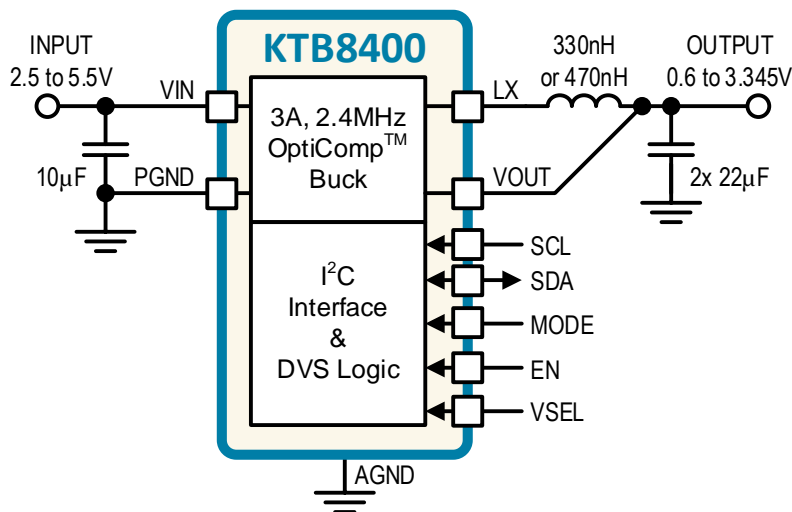 INPUT
2.5 to 5.5V
KTB8400
330nH
or 470nH
OUTPUT
0.6 to 3.345V
VIN
LX
3A, 2.4MHz
OptiComp™
Buck
10µF
PGND
VOUT
2x 22µF
I²C
Interface
&
DVS Logic
SCL
SDA
MODE
EN
VSEL
AGND